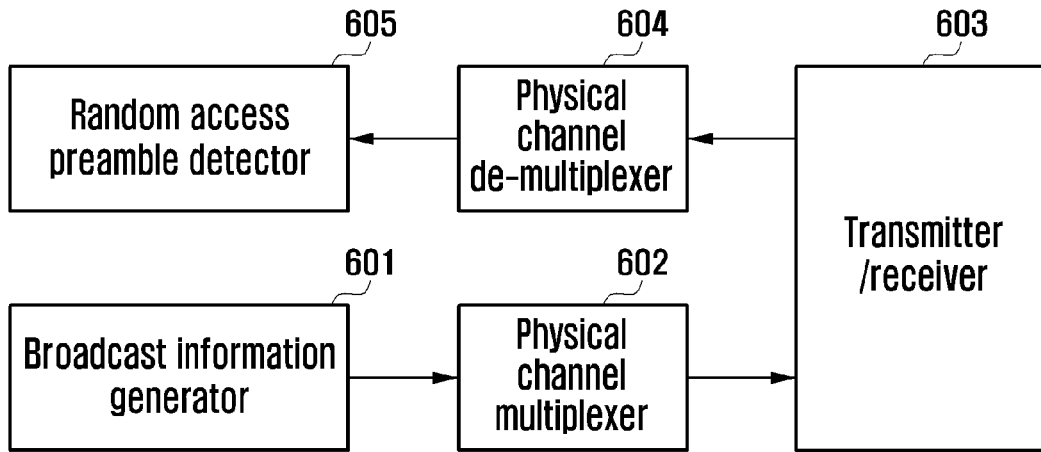 605
604
603
Random access
preamble detector
Physical
channel
de-multiplexer
Transmitter
/receiver
601
602
Broadcast information
generator
Physical
channel
multiplexer